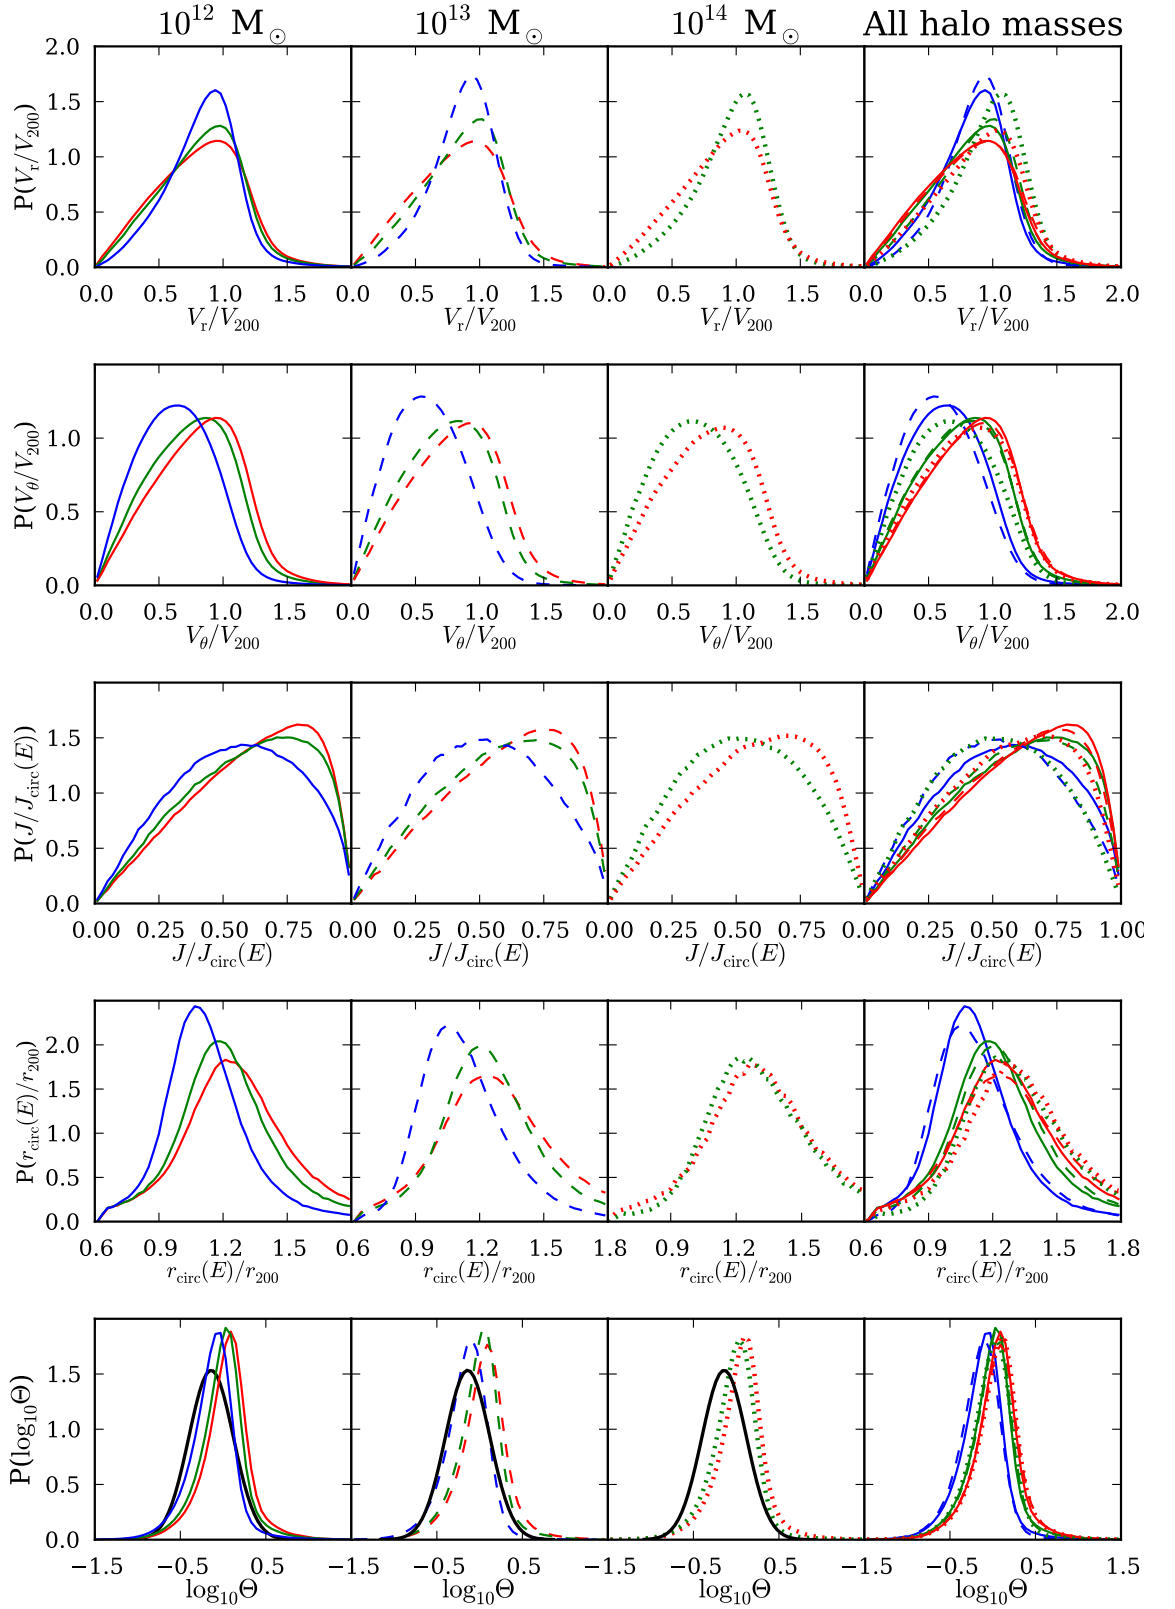 10^12 M_⊙ 10^13 M_⊙ 10^14 M_⊙ All halo masses
P(V_r/V_200)
2.0
1.5
1.0
0.5
0.0
0.0 0.5 1.0 1.5 0.0 0.5 1.0 1.5 0.0 0.5 1.0 1.5 0.0 0.5 1.0 1.5 2.0
V_r/V_200 V_r/V_200 V_r/V_200 V_r/V_200
P(V_θ/V_200)
1.0
0.5
0.0
0.0 0.5 1.0 1.5 0.0 0.5 1.0 1.5 0.0 0.5 1.0 1.5 0.0 0.5 1.0 1.5 2.0
V_θ/V_200 V_θ/V_200 V_θ/V_200 V_θ/V_200
P(J/J_circ(E))
1.5
1.0
0.5
0.0
0.00 0.25 0.50 0.75 0.00 0.25 0.50 0.75 0.00 0.25 0.50 0.75 0.00 0.25 0.50 0.75 1.00
J/J_circ(E) J/J_circ(E) J/J_circ(E) J/J_circ(E)
P(r_circ(E)/r_200)
2.0
1.5
1.0
0.5
0.0
0.6 0.9 1.2 1.5 0.6 0.9 1.2 1.5 1.8 0.9 1.2 1.5 0.6 0.9 1.2 1.5 1.8
r_circ(E)/r_200 r_circ(E)/r_200 r_circ(E)/r_200 r_circ(E)/r_200
P(log_10Θ)
1.5
1.0
0.5
0.0
−1.5 −0.5 0.5 −1.5 −0.5 0.5 −1.5 −0.5 0.5 −1.5 −0.5 0.5 1.5
log_10Θ log_10Θ log_10Θ log_10Θ